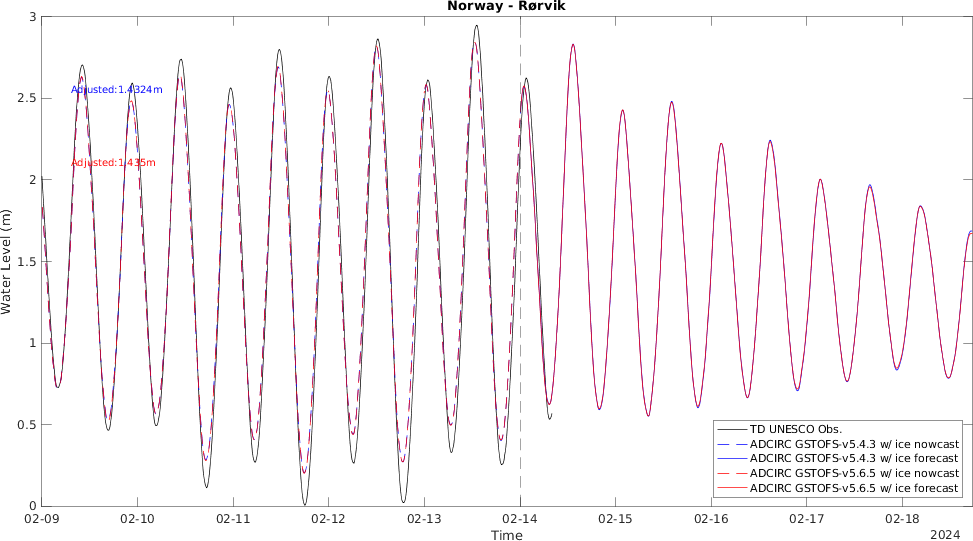 Norway - Rørvik
3
2.5
2
1.5
1
0.5
0
Water Level (m)
Adjusted:1.4324m
Adjusted:1.435m
TD UNESCO Obs.
ADCIRC GSTOFS-v5.4.3 w/ ice nowcast
ADCIRC GSTOFS-v5.4.3 w/ ice forecast
ADCIRC GSTOFS-v5.6.5 w/ ice nowcast
ADCIRC GSTOFS-v5.6.5 w/ ice forecast
02-09 02-10 02-11 02-12 02-13 02-14 02-15 02-16 02-17 02-18
Time
2024